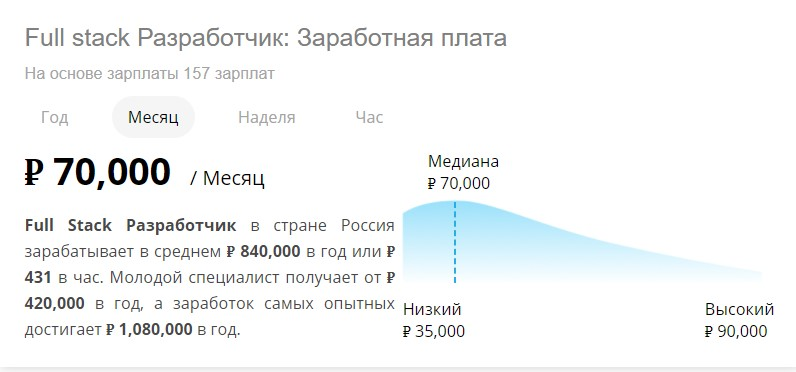 Full stack Разработчик: Заработная плата
На основе зарплаты 157 зарплат
Год Месяц Наделя Час
₽ 70,000 / Месяц
Медиана
₽ 70,000
Full Stack Разработчик в стране Россия
зарабатывает в среднем ₽ 840,000 в год или ₽
431 в час. Молодой специалист получает от ₽
420,000 в год, а заработок самых опытных
достигает ₽ 1,080,000 в год.
Низкий
₽ 35,000
Высокий
₽ 90,000